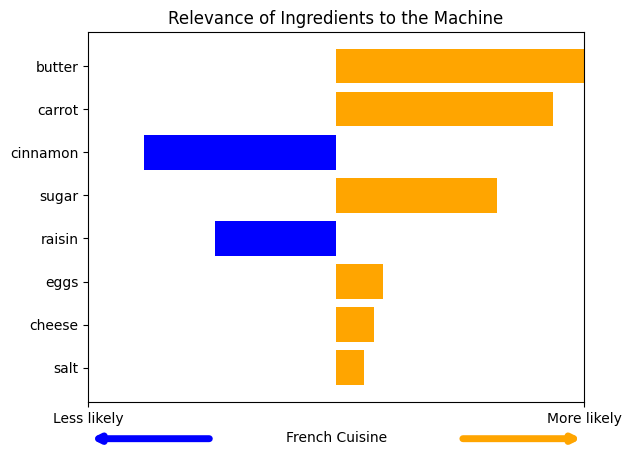 Relevance of Ingredients to the Machine
butter
carrot
cinnamon
sugar
raisin
eggs
cheese
salt
Less likely
More likely
French Cuisine